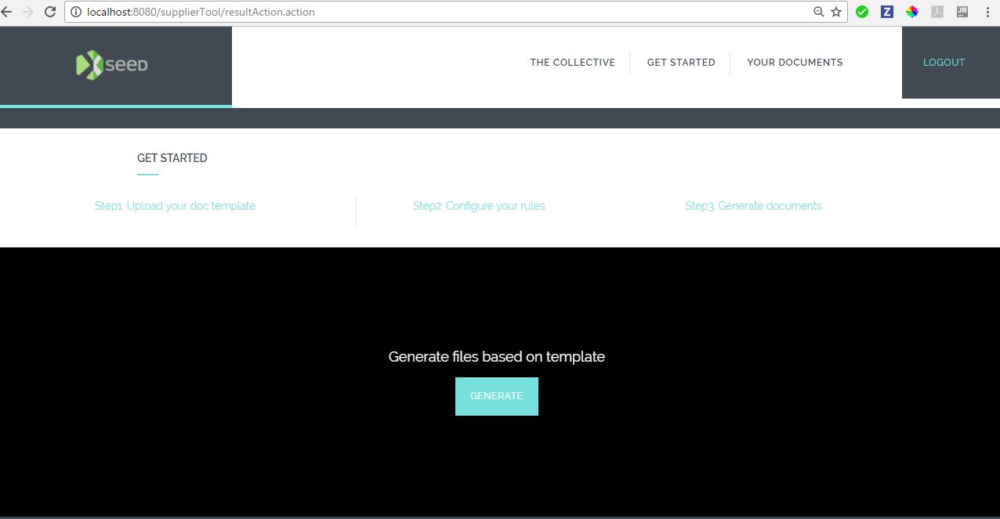 localhost:8080/supplierTool/resultAction.action
Z
JB
seed
THE COLLECTIVE
GET STARTED
YOUR DOCUMENTS
LOGOUT
GET STARTED
Step1: Upload your doc template
Step2: Configure your rules
Step3: Generate documents
Generate files based on template
GENERATE